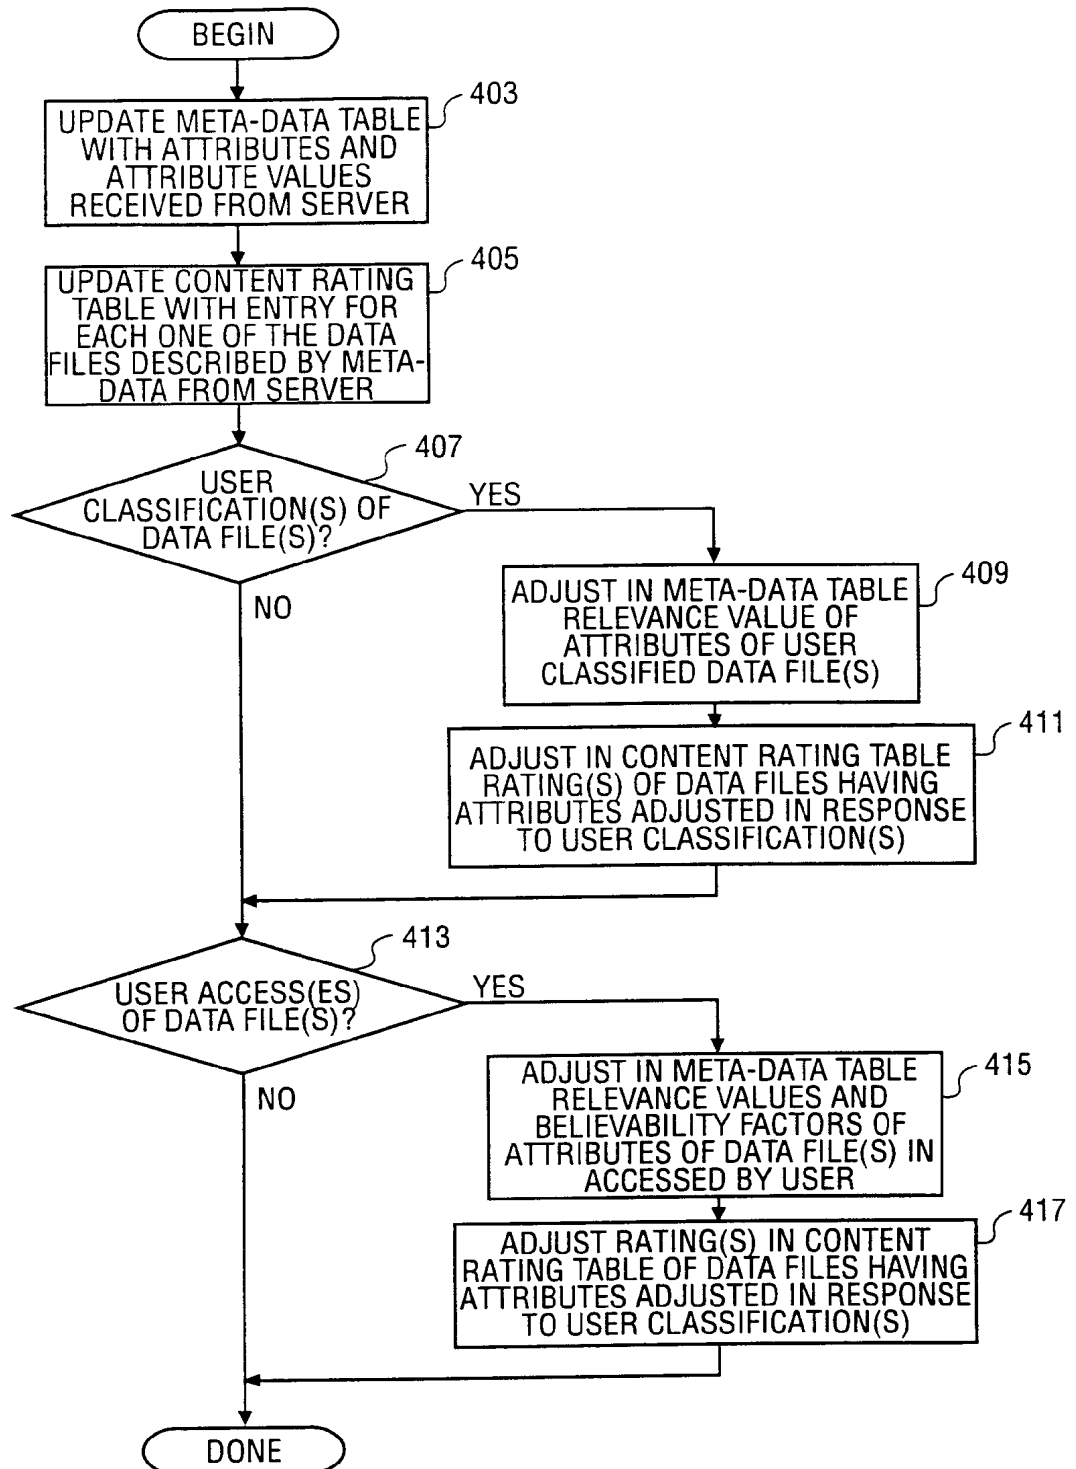 BEGIN
403
UPDATE META-DATA TABLE
WITH ATTRIBUTES AND
ATTRIBUTE VALUES
RECEIVED FROM SERVER
405
UPDATE CONTENT RATING
TABLE WITH ENTRY FOR
EACH ONE OF THE DATA
FILES DESCRIBED BY META-
DATA FROM SERVER
407
USER
CLASSIFICATION(S) OF
DATA FILE(S)?
YES
NO
409
ADJUST IN META-DATA TABLE
RELEVANCE VALUE OF
ATTRIBUTES OF USER
CLASSIFIED DATA FILE(S)
411
ADJUST IN CONTENT RATING TABLE
RATING(S) OF DATA FILES HAVING
ATTRIBUTES ADJUSTED IN RESPONSE
TO USER CLASSIFICATION(S)
413
USER ACCESS(ES)
OF DATA FILE(S)?
YES
NO
415
ADJUST IN META-DATA TABLE
RELEVANCE VALUES AND
BELIEVABILITY FACTORS OF
ATTRIBUTES OF DATA FILE(S) IN
ACCESSED BY USER
417
ADJUST RATING(S) IN CONTENT
RATING TABLE OF DATA FILES HAVING
ATTRIBUTES ADJUSTED IN RESPONSE
TO USER CLASSIFICATION(S)
DONE